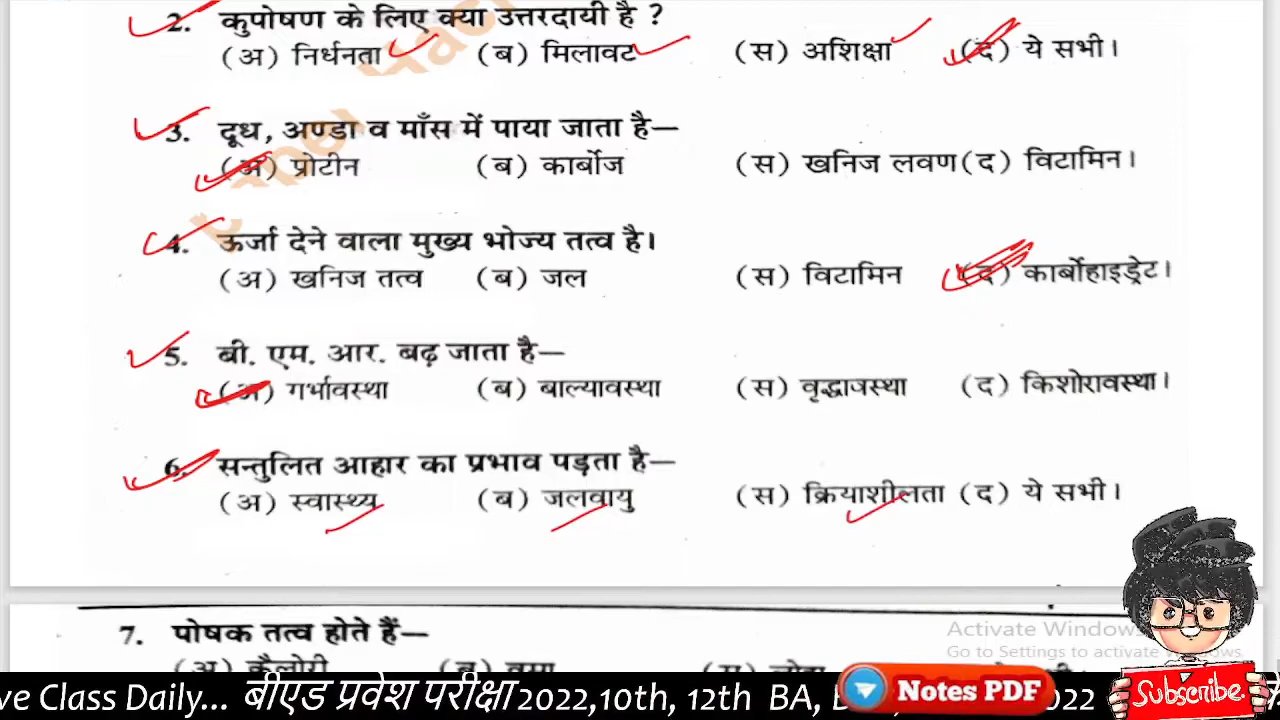 2. कुपोषण के लिए क्या उत्तरदायी है ?
(अ) निर्धनता (ब) मिलावट (स) अशिक्षा (द) ये सभी।
3. दूध, अण्डा व माँस में पाया जाता है—
(अ) प्रोटीन (ब) कार्बोज (स) खनिज लवण (द) विटामिन।
4. ऊर्जा देने वाला मुख्य भोज्य तत्व है।
(अ) खनिज तत्व (ब) जल (स) विटामिन (द) कार्बोहाइड्रेट।
5. बी. एम. आर. बढ़ जाता है—
(अ) गर्भावस्था (ब) बाल्यावस्था (स) वृद्धावस्था (द) किशोरावस्था।
6. सन्तुलित आहार का प्रभाव पड़ता है—
(अ) स्वास्थ्य (ब) जलवायु (स) क्रियाशीलता (द) ये सभी।
7. पोषक तत्व होते हैं—
(अ) कैलोरी (ब) वसा
Activate Windows
Go to Settings to activate Windows.
ve Class Daily... बीएड प्रवेश परीक्षा 2022,10th, 12th BA, 2022
Notes PDF
Subscribe